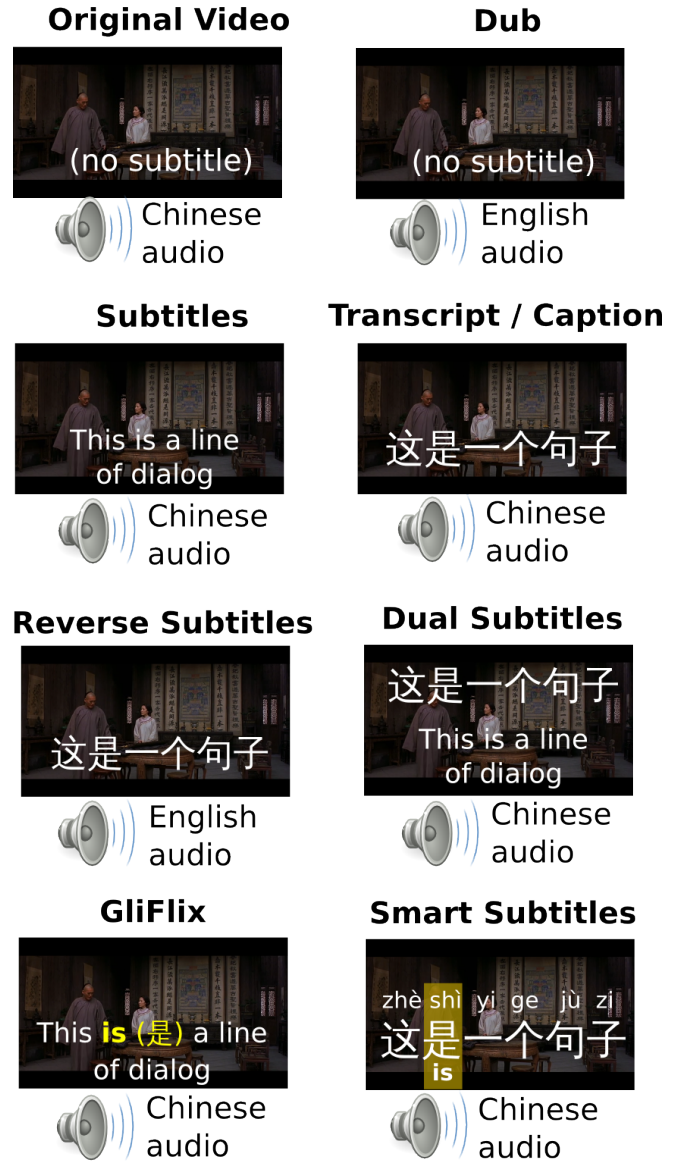 Original Video
(no subtitle)
Chinese
audio
Dub
(no subtitle)
English
audio
Subtitles
This is a line
of dialog
Chinese
audio
Transcript / Caption
这是一个句子
Chinese
audio
Reverse Subtitles
这是一个句子
English
audio
Dual Subtitles
这是一个句子
This is a line
of dialog
Chinese
audio
GliFlix
This is (是) a line
of dialog
Chinese
audio
Smart Subtitles
zhè shì yi ge jù zi
这是一个句子
is
Chinese
audio